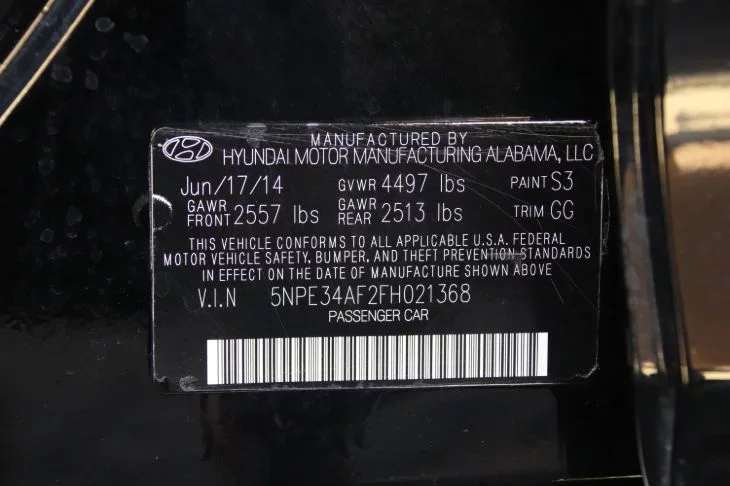 MANUFACTURED BY
HYUNDAI MOTOR MANUFACTURING ALABAMA, LLC
Jun/17/14 GVWR 4497 lbs PAINT S3
GAWR FRONT 2557 lbs GAWR REAR 2513 lbs TRIM GG
THIS VEHICLE CONFORMS TO ALL APPLICABLE U.S.A. FEDERAL
MOTOR VEHICLE SAFETY, BUMPER, AND THEFT PREVENTION STANDARDS
IN EFFECT ON THE DATE OF MANUFACTURE SHOWN ABOVE
V.I.N 5NPE34AF2FH021368
PASSENGER CAR